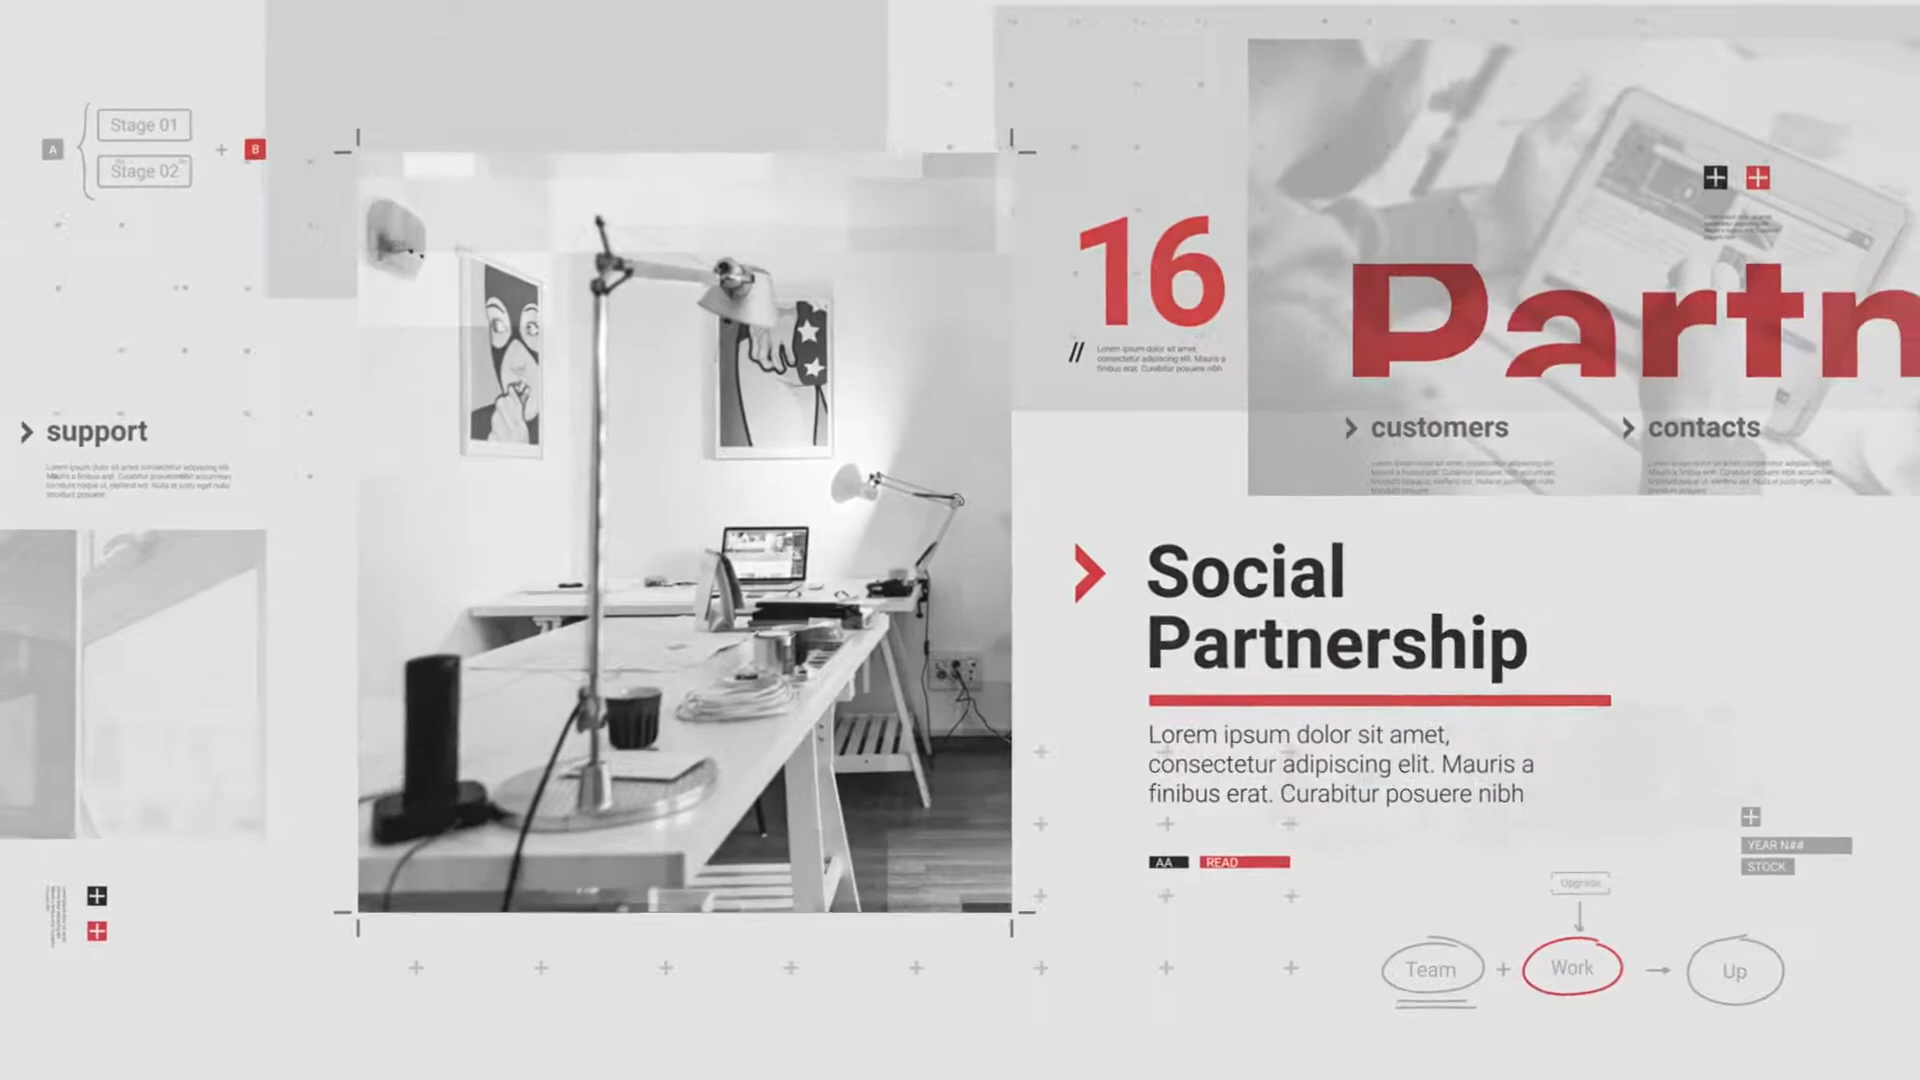 Stage 01
A
+
B
Stage 02
support
16
//
Lorem ipsum dolor sit amet,
consectetur adipiscing elit. Mauris a
finibus erat. Curabitur posuere nibh
Partn
customers
contacts
Social
Partnership
Lorem ipsum dolor sit amet,
consectetur adipiscing elit. Mauris a
finibus erat. Curabitur posuere nibh
AA
READ
YEAR N##
STOCK
Upgrade
Team + Work → Up